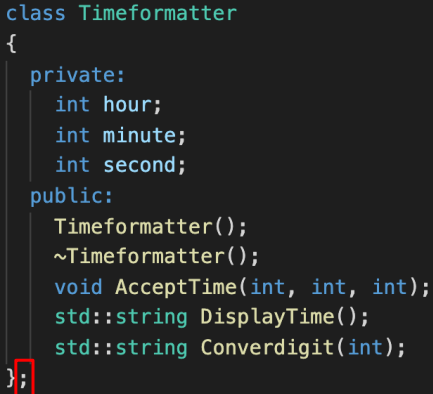 class Timeformatter
{
private:
int hour;
int minute;
int second;
public:
Timeformatter();
~Timeformatter();
void AcceptTime(int, int, int);
std::string DisplayTime();
std::string Converdigit(int);
};